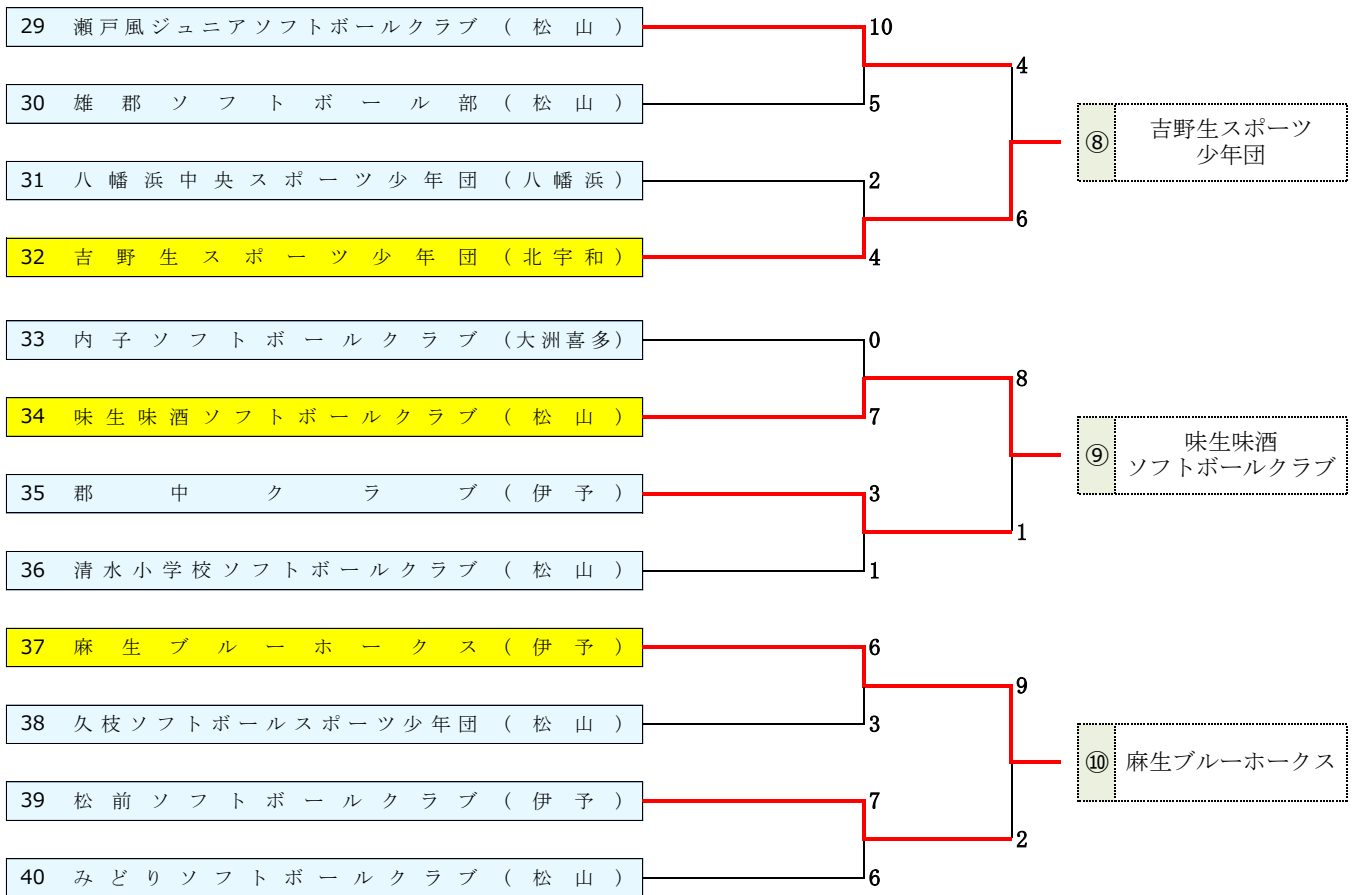 29 瀬戸風ジュニアソフトボールクラブ（松山） 10
4
30 雄郡ソフトボール部（松山） 5
⑧ 吉野生スポーツ
少年団
31 八幡浜中央スポーツ少年団（八幡浜） 2
6
32 吉野生スポーツ少年団（北宇和） 4
33 内子ソフトボールクラブ（大洲喜多） 0
8
34 味生味酒ソフトボールクラブ（松山） 7
⑨ 味生味酒
ソフトボールクラブ
35 郡中クラブ（伊予） 3
1
36 清水小学校ソフトボールクラブ（松山） 1
37 麻生ブルーホークス（伊予） 6
9
38 久枝ソフトボールスポーツ少年団（松山） 3
⑩ 麻生ブルーホークス
39 松前ソフトボールクラブ（伊予） 7
2
40 みどりソフトボールクラブ（松山） 6